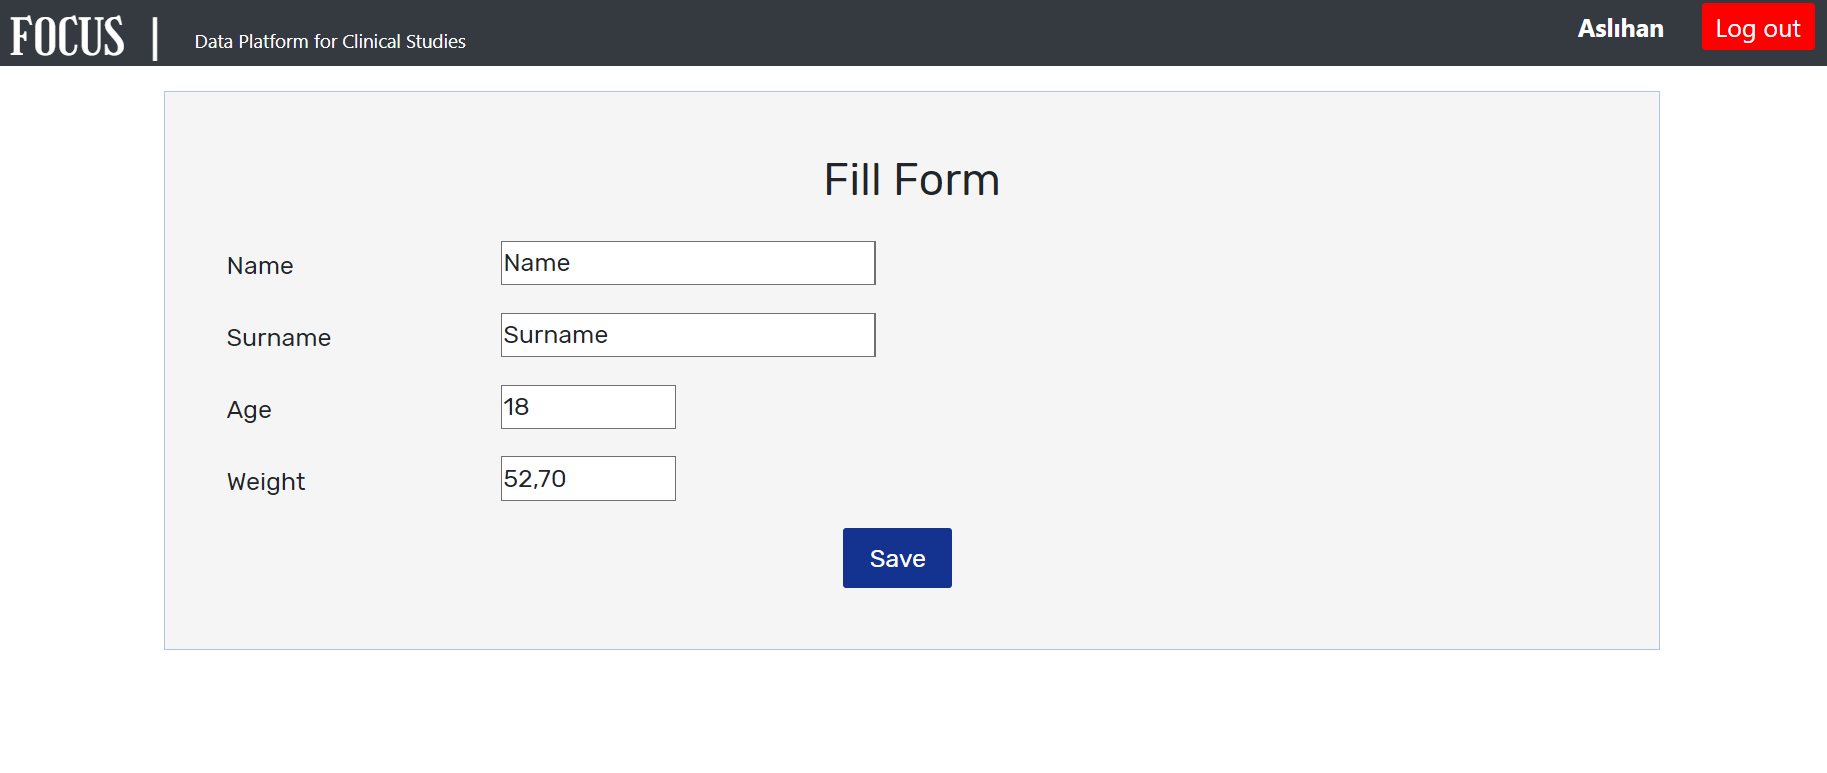 FOCUS | Data Platform for Clinical Studies Aslıhan Log out
Fill Form
Name Name
Surname Surname
Age 18
Weight 52,70
Save